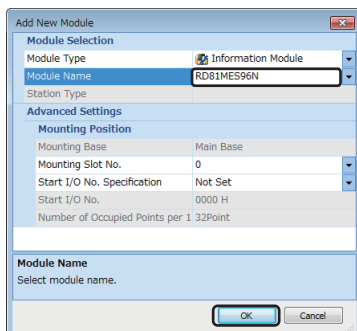 Add New Module
Module Selection
Module Type Information Module
Module Name RD81MES96N
Station Type
Advanced Settings
Mounting Position
Mounting Base Main Base
Mounting Slot No. 0
Start I/O No. Specification Not Set
Start I/O No. 0000 H
Number of Occupied Points per 1 32Point
Module Name
Select module name.
OK Cancel